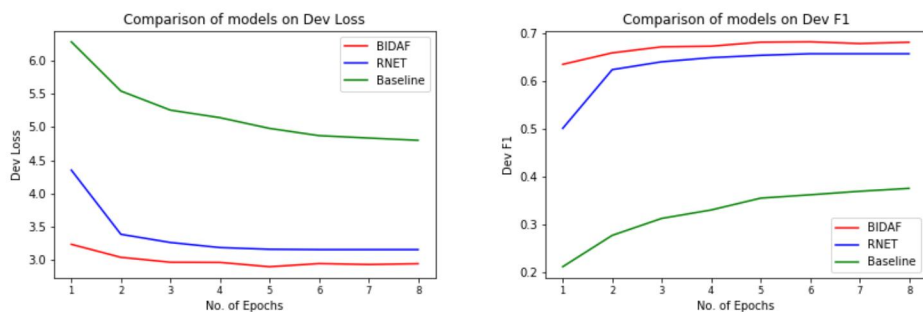 Comparison of models on Dev Loss
Dev Loss
6.0
5.5
5.0
4.5
4.0
3.5
3.0
BIDAF
RNET
Baseline
1 2 3 4 5 6 7 8
No. of Epochs
Comparison of models on Dev F1
Dev F1
0.7
0.6
0.5
0.4
0.3
0.2
BIDAF
RNET
Baseline
1 2 3 4 5 6 7 8
No. of Epochs